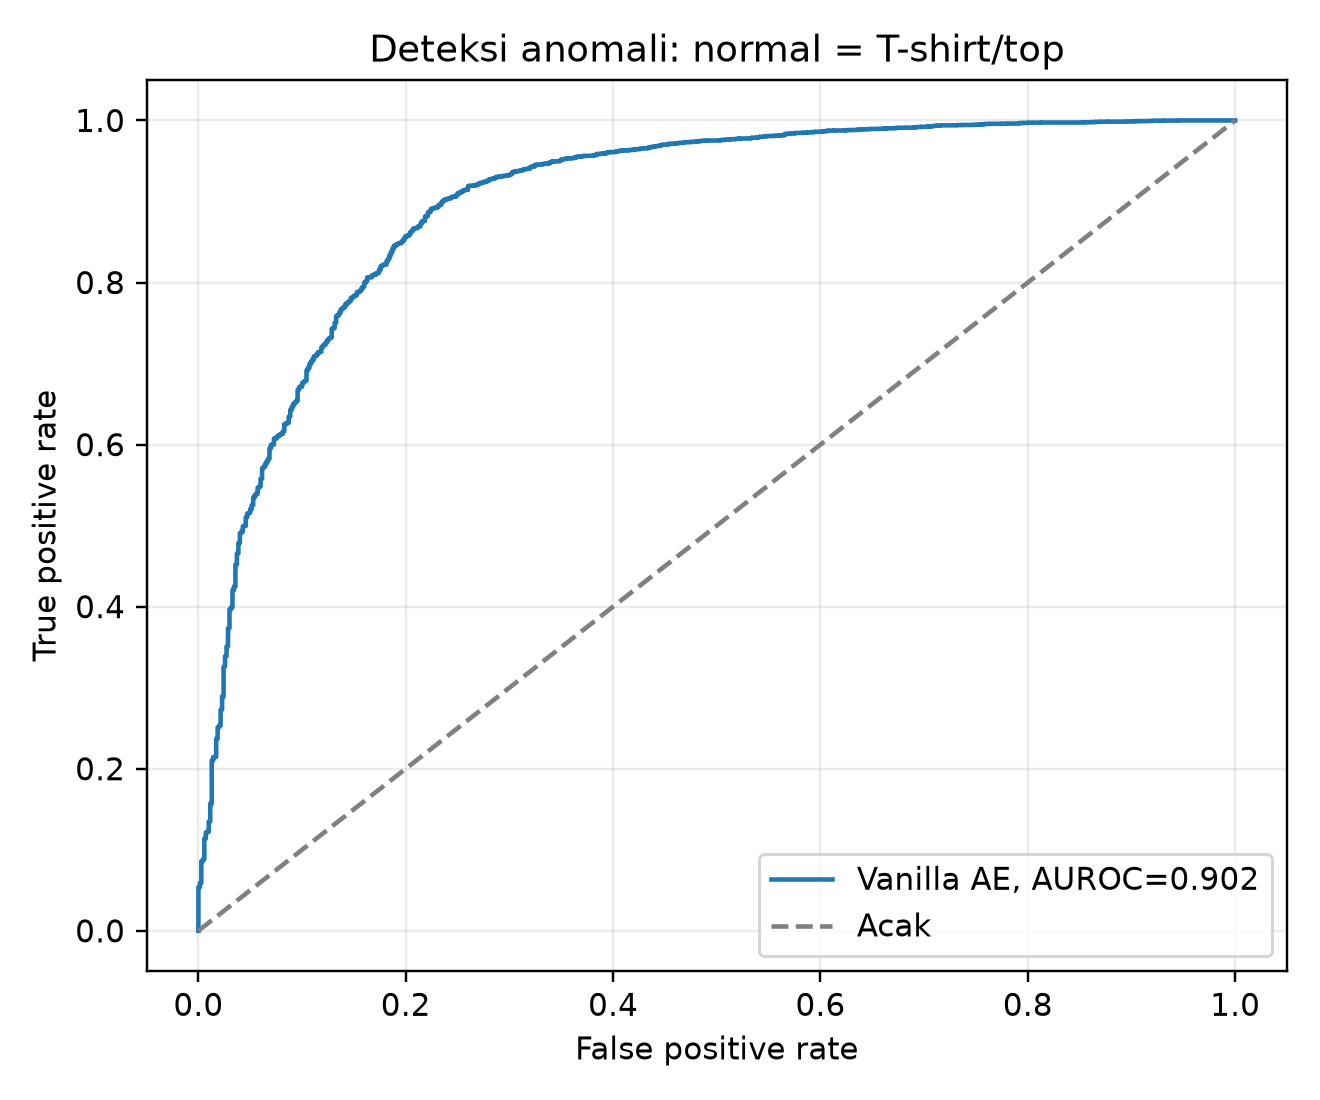 Deteksi anomali: normal = T-shirt/top
True positive rate
1.0
0.8
0.6
0.4
0.2
0.0
Vanilla AE, AUROC=0.902
Acak
0.0 0.2 0.4 0.6 0.8 1.0
False positive rate